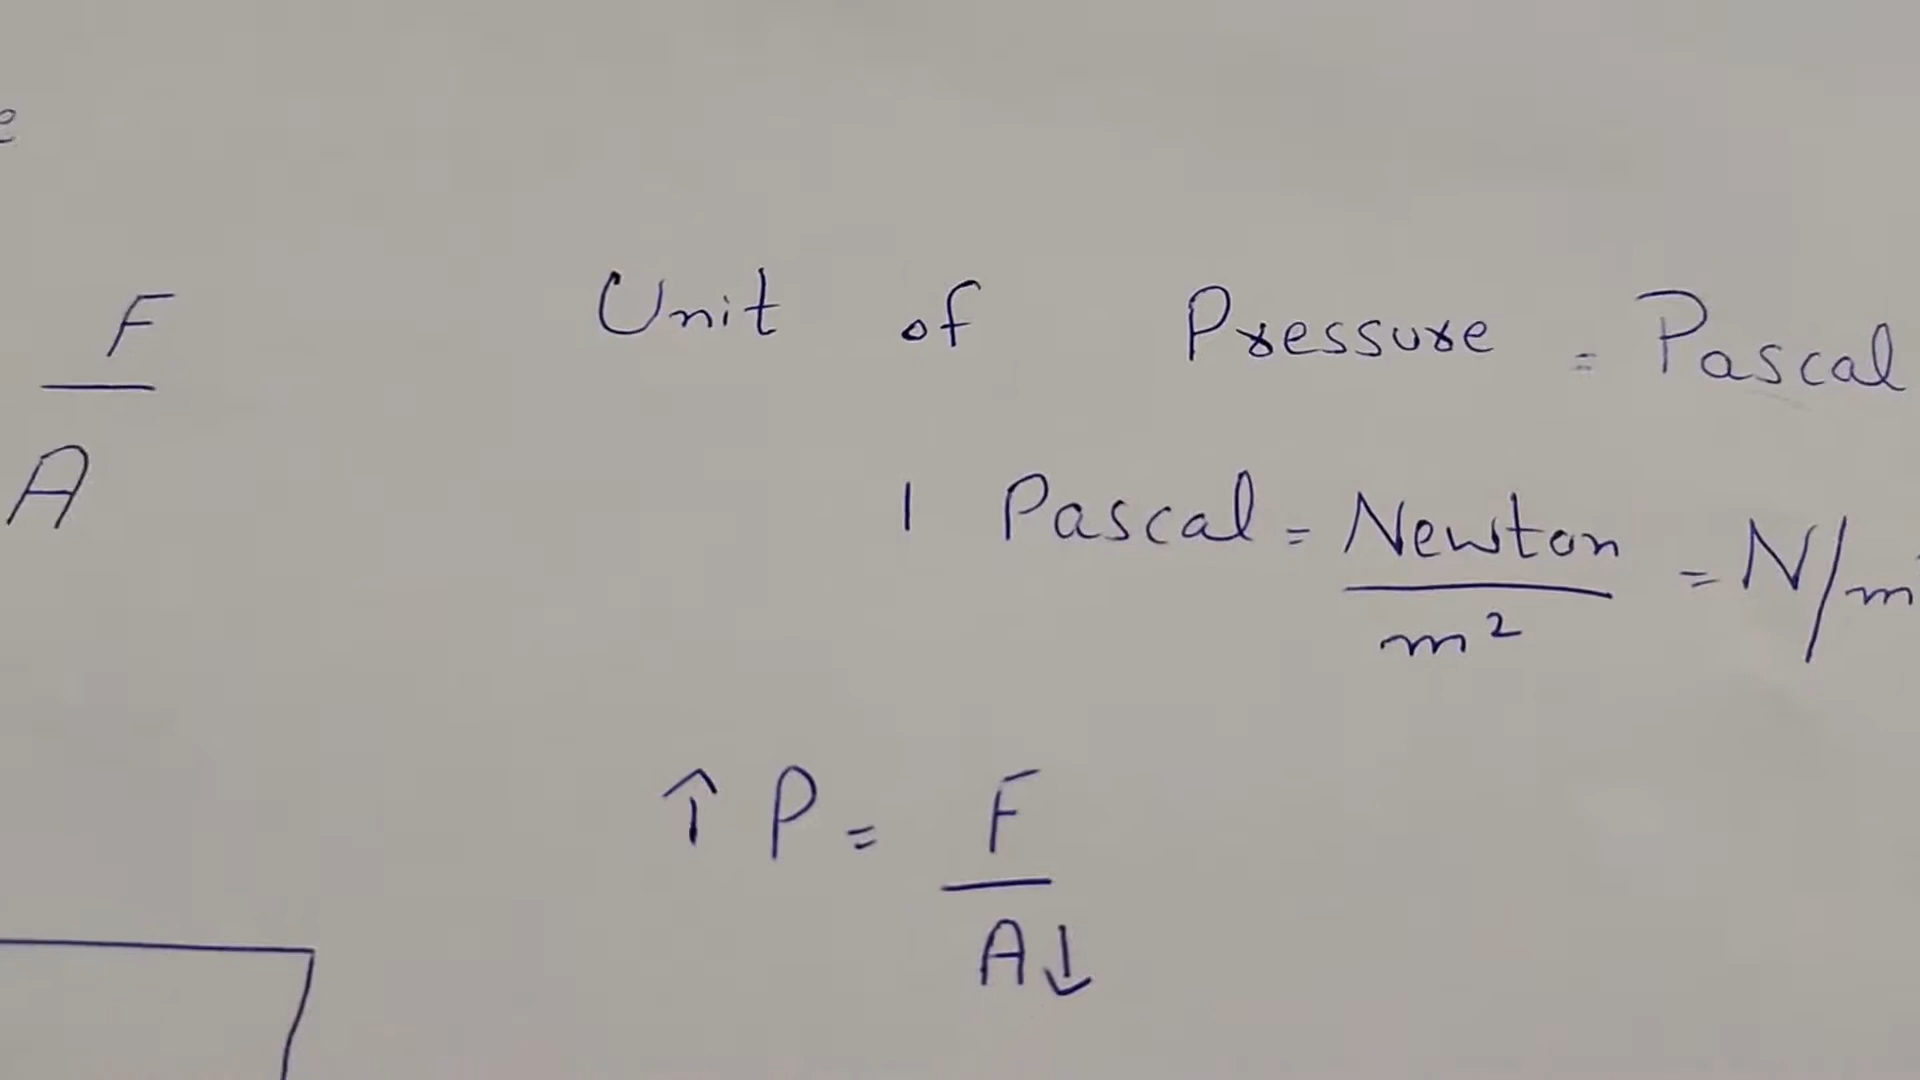 F
A
Unit of Pressure = Pascal
1 Pascal = Newton = N/m
m²
↑ P = F
A↓